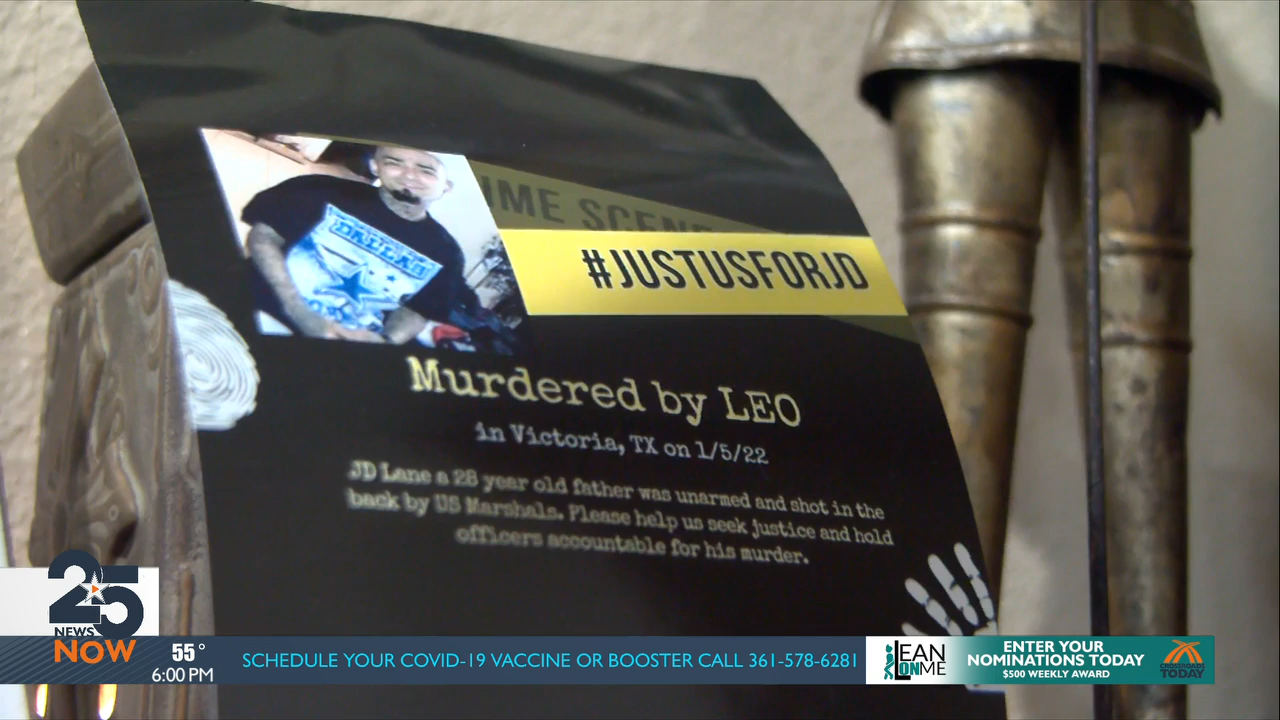 IME SCENE
#JUSTUSFORJD
DALLAS
Murdered by LEO
in Victoria, TX on 1/5/22
JD Lane a 28 year old father was unarmed and shot in the
back by US Marshals. Please help us seek justice and hold
officers accountable for his murder.
25
NEWS
NOW
55°
6:00 PM
SCHEDULE YOUR COVID-19 VACCINE OR BOOSTER CALL 361-578-6281
LEAN
ON ME
ENTER YOUR
NOMINATIONS TODAY
$500 WEEKLY AWARD
CROSSROADS
TODAY